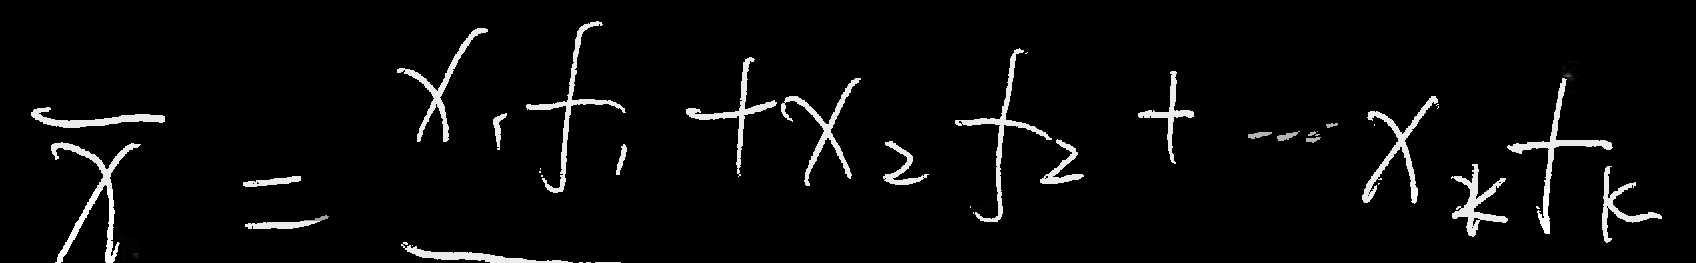 x̄ = x₁f₁ + x₂f₂ + ... xₖfₖ